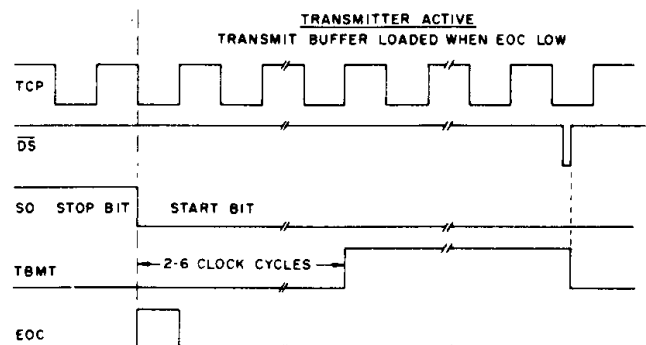 TRANSMITTER ACTIVE
TRANSMIT BUFFER LOADED WHEN EOC LOW
TCP
DS
SO STOP BIT START BIT
2-6 CLOCK CYCLES
TBMT
EOC